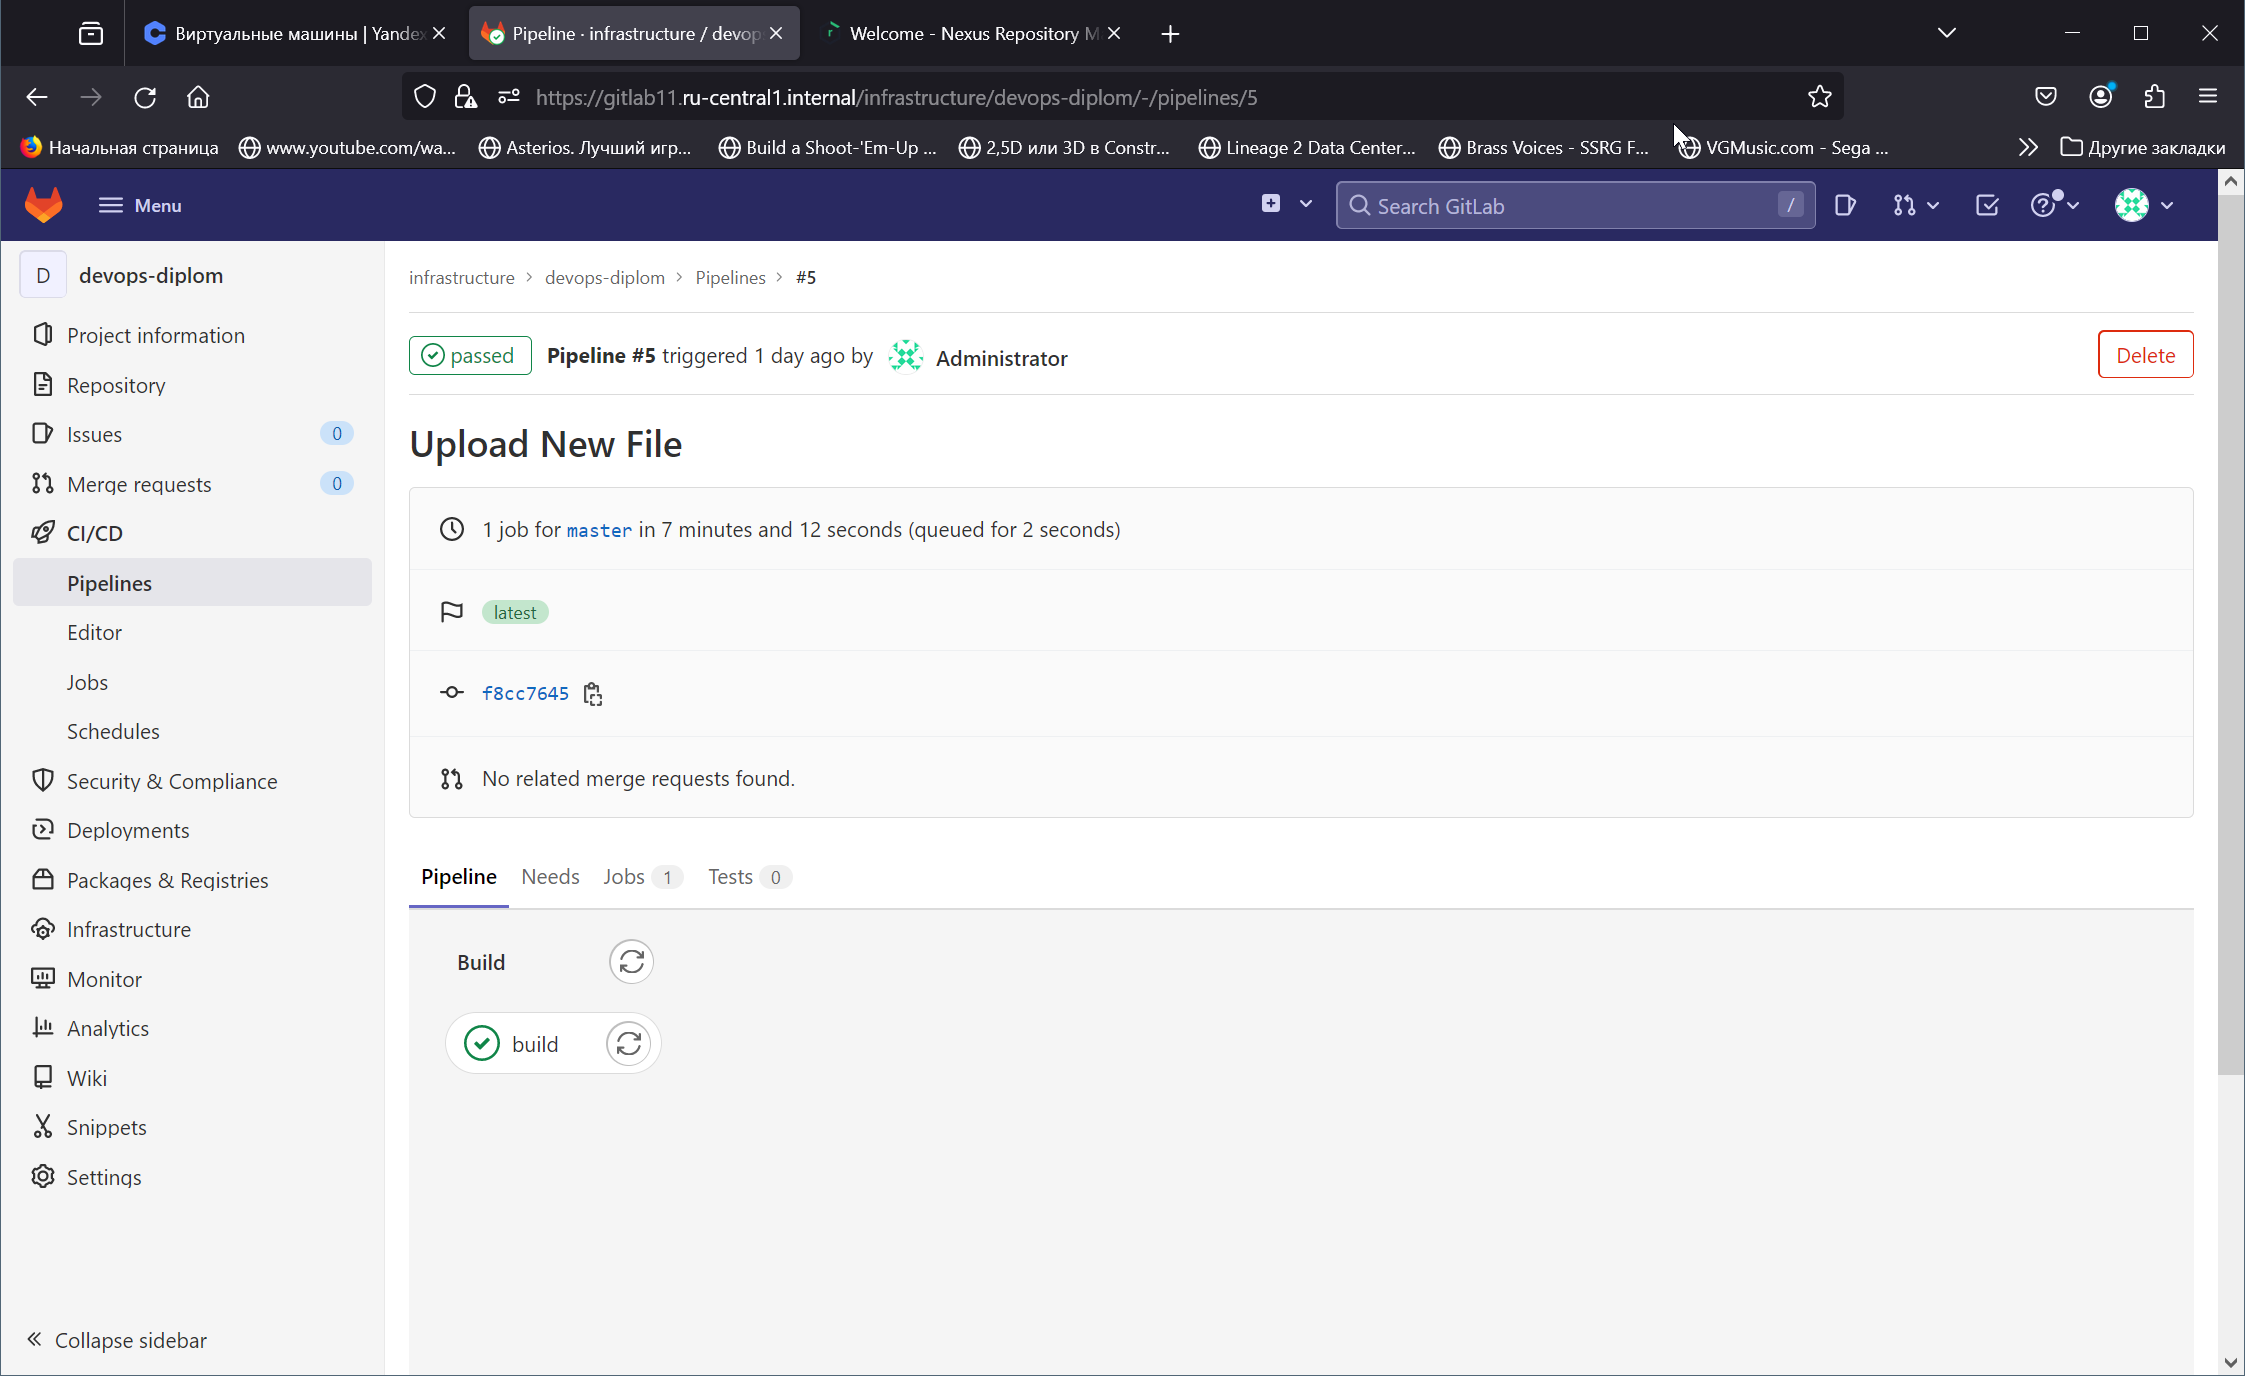 Виртуальные машины | Yandex
Pipeline · infrastructure / devop
Welcome - Nexus Repository M
https://gitlab11.ru-central1.internal/infrastructure/devops-diplom/-/pipelines/5
Начальная страница
www.youtube.com/wa...
Asterios. Лучший игр...
Build a Shoot-'Em-Up ...
2,5D или 3D в Constr...
Lineage 2 Data Center...
Brass Voices - SSRG F...
VGMusic.com - Sega ...
Другие закладки
Menu
Search GitLab
/
D
devops-diplom
Project information
Repository
Issues 0
Merge requests 0
CI/CD
Pipelines
Editor
Jobs
Schedules
Security & Compliance
Deployments
Packages & Registries
Infrastructure
Monitor
Analytics
Wiki
Snippets
Settings
Collapse sidebar
infrastructure > devops-diplom > Pipelines > #5
passed Pipeline #5 triggered 1 day ago by Administrator
Delete
Upload New File
1 job for master in 7 minutes and 12 seconds (queued for 2 seconds)
latest
f8cc7645
No related merge requests found.
Pipeline Needs Jobs 1 Tests 0
Build
build